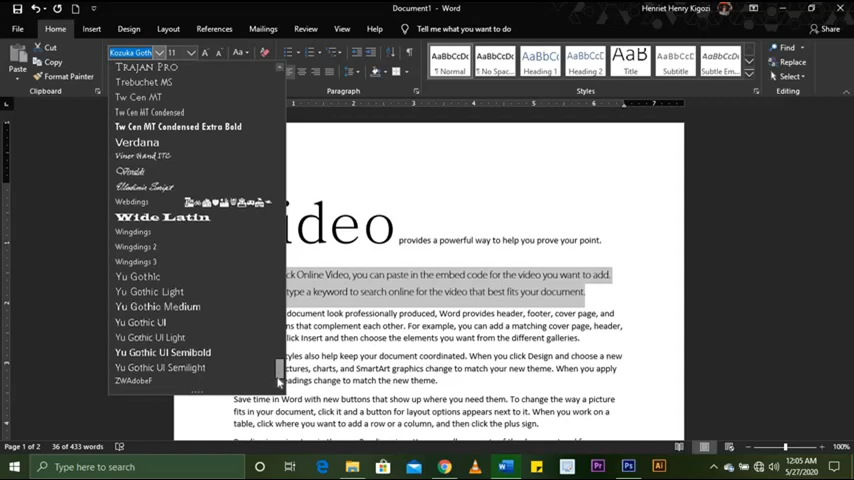 Document1 - Word
Henriet Henry Kigozi
File Home Insert Draw Design Layout References Mailings Review View Help Tell me what you want to do Share
Cut
Copy
Format Painter
Paste
Clipboard
Kozuka Goth 11
Aa
Paragraph
AaBbCcDc AaBbCcDc AaBbCc AaBbCcD AaB AaBbCcD AaBbCcDc
¶ Normal ¶ No Spac... Heading 1 Heading 2 Title Subtitle Subtle Em...
Styles
Find
Replace
Select
Editing
Trajan Pro
Trebuchet MS
Tw Cen MT
Tw Cen MT Condensed
Tw Cen MT Condensed Extra Bold
Verdana
Viner Hand ITC
Vivaldi
Vladimir Script
Webdings
Wide Latin
Wingdings
Wingdings 2
Wingdings 3
Yu Gothic
Yu Gothic Light
Yu Gothic Medium
Yu Gothic UI
Yu Gothic UI Light
Yu Gothic UI Semibold
Yu Gothic UI Semilight
ZWAdobeF
ideo provides a powerful way to help you prove your point.
ck Online Video, you can paste in the embed code for the video you want to add.
type a keyword to search online for the video that best fits your document.
document look professionally produced, Word provides header, footer, cover page, and
ns that complement each other. For example, you can add a matching cover page, header,
lick Insert and then choose the elements you want from the different galleries.
tyles also help keep your document coordinated. When you click Design and choose a new
ctures, charts, and SmartArt graphics change to match your new theme. When you apply
eadings change to match the new theme.
Save time in Word with new buttons that show up where you need them. To change the way a picture
fits in your document, click it and a button for layout options appears next to it. When you work on a
table, click where you want to add a row or a column, and then click the plus sign.
Page 1 of 2 36 of 433 words
100%
Type here to search
12:05 AM
5/27/2020